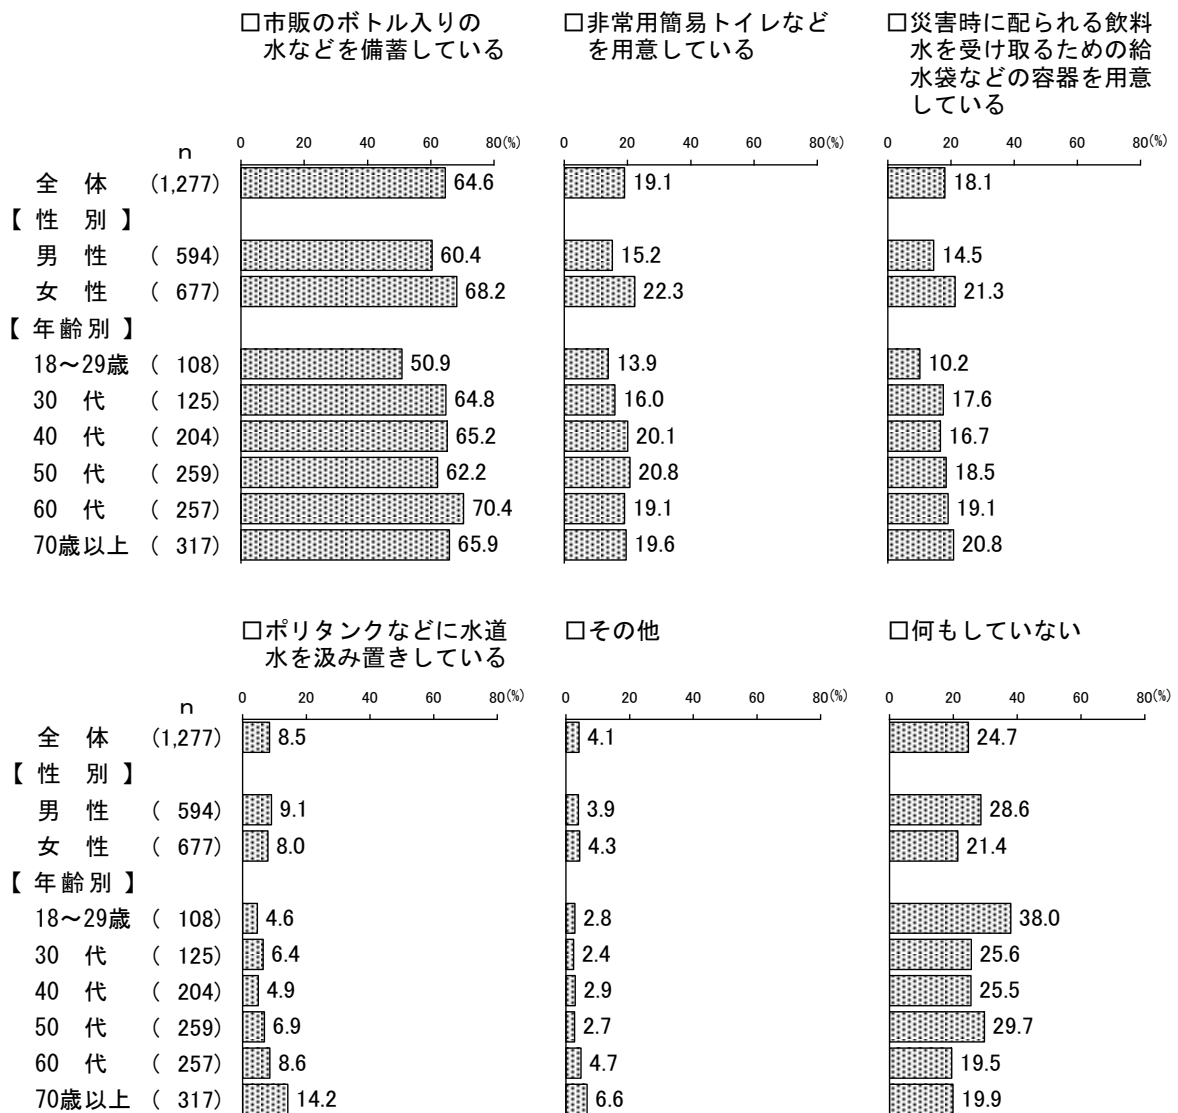 □市販のボトル入りの
水などを備蓄している
□非常用簡易トイレなど
を用意している
□災害時に配られる飲料
水を受け取るための給
水袋などの容器を用意
している
n 0 20 40 60 80(%) 0 20 40 60 80(%) 0 20 40 60 80(%)
全 体 (1,277) 64.6 19.1 18.1
【 性 別 】
男 性 ( 594) 60.4 15.2 14.5
女 性 ( 677) 68.2 22.3 21.3
【 年齢別 】
18～29歳 ( 108) 50.9 13.9 10.2
30 代 ( 125) 64.8 16.0 17.6
40 代 ( 204) 65.2 20.1 16.7
50 代 ( 259) 62.2 20.8 18.5
60 代 ( 257) 70.4 19.1 19.1
70歳以上 ( 317) 65.9 19.6 20.8
□ポリタンクなどに水道
水を汲み置きしている
□その他
□何もしていない
n 0 20 40 60 80(%) 0 20 40 60 80(%) 0 20 40 60 80(%)
全 体 (1,277) 8.5 4.1 24.7
【 性 別 】
男 性 ( 594) 9.1 3.9 28.6
女 性 ( 677) 8.0 4.3 21.4
【 年齢別 】
18～29歳 ( 108) 4.6 2.8 38.0
30 代 ( 125) 6.4 2.4 25.6
40 代 ( 204) 4.9 2.9 25.5
50 代 ( 259) 6.9 2.7 29.7
60 代 ( 257) 8.6 4.7 19.5
70歳以上 ( 317) 14.2 6.6 19.9